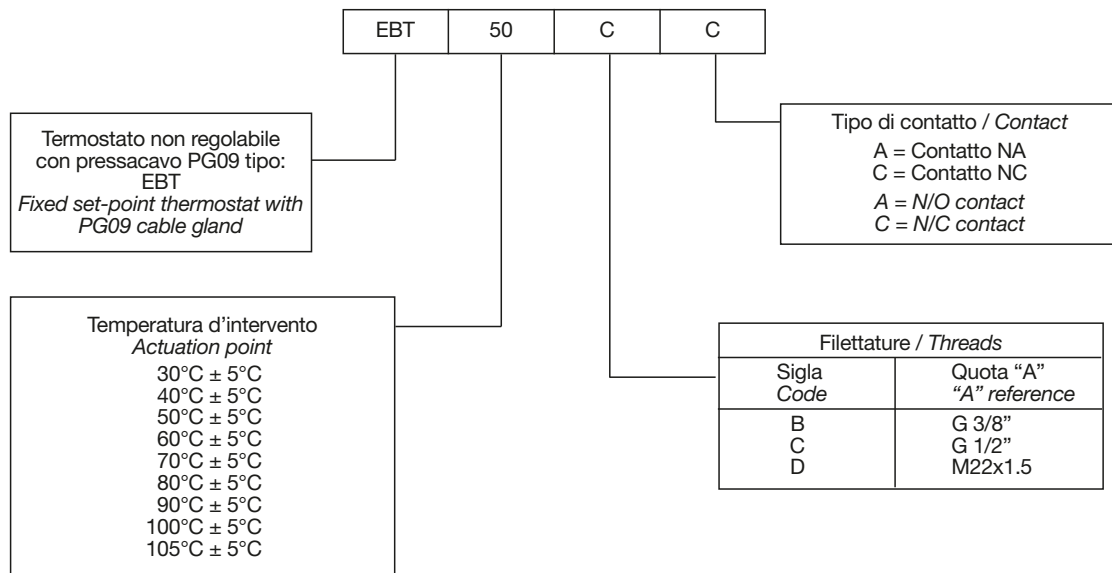 EBT 50 C C
Termostato non regolabile
con pressacavo PG09 tipo:
EBT
Fixed set-point thermostat with
PG09 cable gland
Tipo di contatto / Contact
A = Contatto NA
C = Contatto NC
A = N/O contact
C = N/C contact
Temperatura d'intervento
Actuation point
30°C ± 5°C
40°C ± 5°C
50°C ± 5°C
60°C ± 5°C
70°C ± 5°C
80°C ± 5°C
90°C ± 5°C
100°C ± 5°C
105°C ± 5°C
Filettature / Threads
Sigla Quota “A”
Code “A” reference
B G 3/8”
C G 1/2”
D M22x1.5